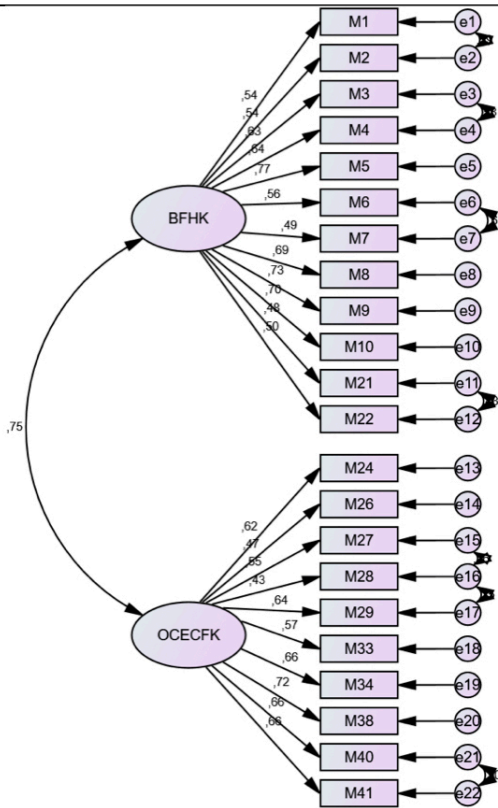 M1
e1
M2
e2
M3
e3
M4
e4
M5
e5
M6
e6
M7
e7
M8
e8
M9
e9
M10
e10
M21
e11
M22
e12
,54
,54
,63
,64
,77
,56
,49
,69
,73
,70
,48
,50
BFHK
,75
M24
e13
M26
e14
M27
e15
M28
e16
M29
e17
M33
e18
M34
e19
M38
e20
M40
e21
M41
e22
,62
,47
,55
,43
,64
,57
,66
,72
,66
,66
OCECFK